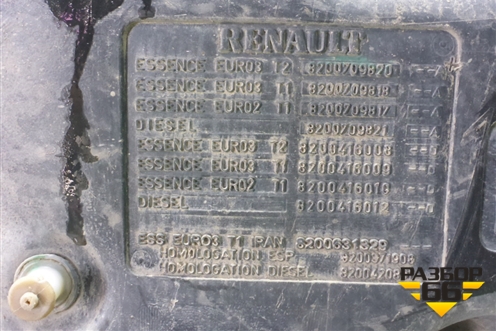 RENAULT
ESSENCE EURO3 T2 8200709820 --A
ESSENCE EURO3 T1 8200709818 --A
ESSENCE EURO2 T1 8200709817 --A
DIESEL 8200709821 --A
ESSENCE EURO3 T2 8200416008 --D
ESSENCE EURO3 T1 8200416009 --D
ESSENCE EURO2 T1 8200416010 --D
DIESEL 8200416012 --D
ESS EURO3 T1 IRAN 8200631329 ---
HOMOLOGATION ESP. 8200371908
HOMOLOGATION DIESEL
РАЗБОР
66